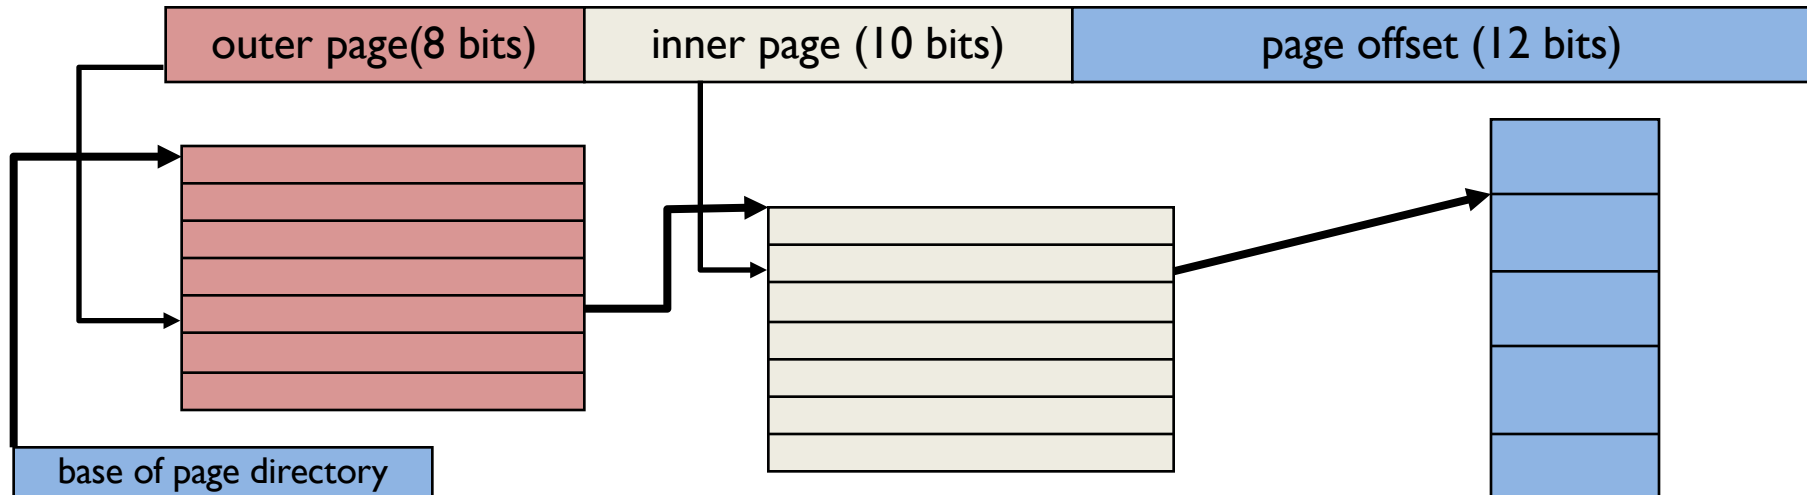 outer page(8 bits)
inner page (10 bits)
page offset (12 bits)
base of page directory